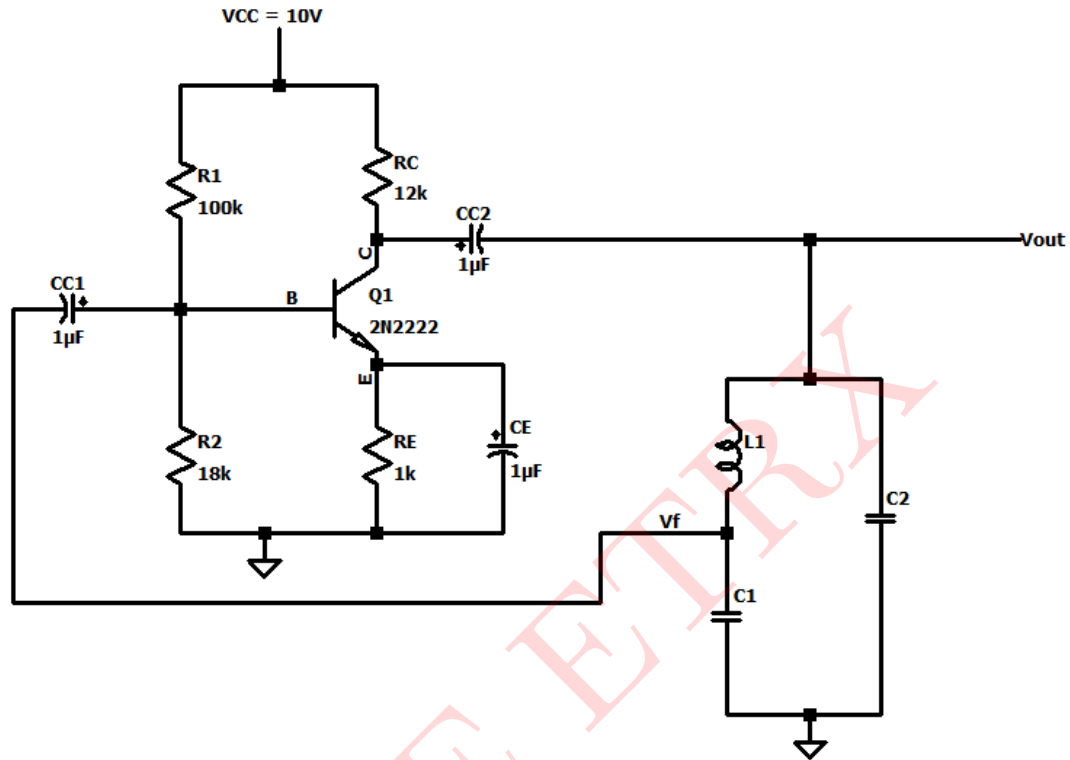 VCC = 10V
R1
100k
RC
12k
CC2
1µF
Vout
C
CC1
1µF
B
Q1
2N2222
E
R2
18k
RE
1k
CE
1µF
L1
C2
Vf
C1
E ETRX